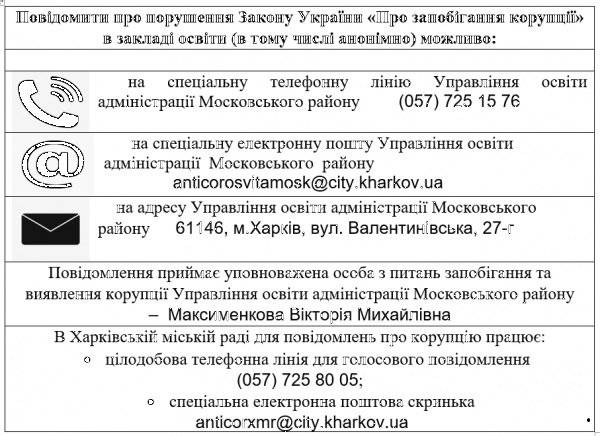 Повідомити про порушення Закону України «Про запобігання корупції»
в закладі освіти (в тому числі анонімно) можливо:
на спеціальну телефонну лінію Управління освіти
адміністрації Московського району (057) 725 15 76
на спеціальну електронну пошту Управління освіти
адміністрації Московського району
anticorosvitamosk@city.kharkov.ua
на адресу Управління освіти адміністрації Московського
району 61146, м.Харків, вул. Валентинівська, 27-г
Повідомлення приймає уповноважена особа з питань запобігання та
виявлення корупції Управління освіти адміністрації Московського району
– Максименкова Вікторія Михайлівна
В Харківській міській раді для повідомлень про корупцію працює:
○ цілодобова телефонна лінія для голосового повідомлення
(057) 725 80 05;
○ спеціальна електронна поштова скринька
anticorxmr@city.kharkov.ua